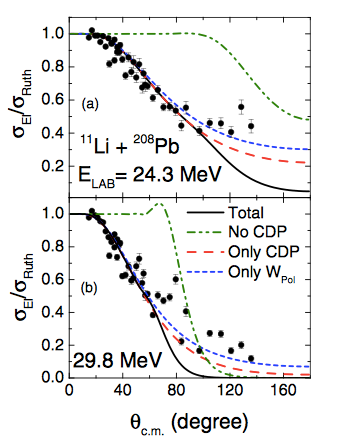 1.0
0.8
0.6
0.4
0.2
σEl/σRuth
(a)
11Li + 208Pb
ELAB= 24.3 MeV
1.0
0.8
0.6
0.4
0.2
0.0
σEl/σRuth
Total
No CDP
Only CDP
Only WPol
(b)
29.8 MeV
0 40 80 120 160
θc.m. (degree)